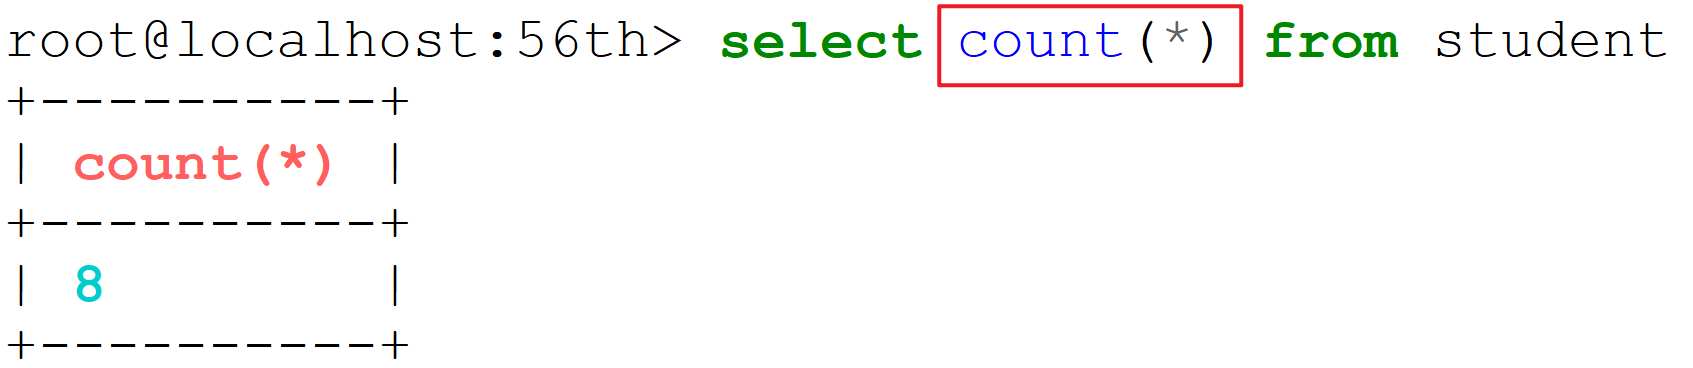 root@localhost:56th> select count(*) from student
+----------+
| count(*) |
+----------+
| 8        |
+----------+